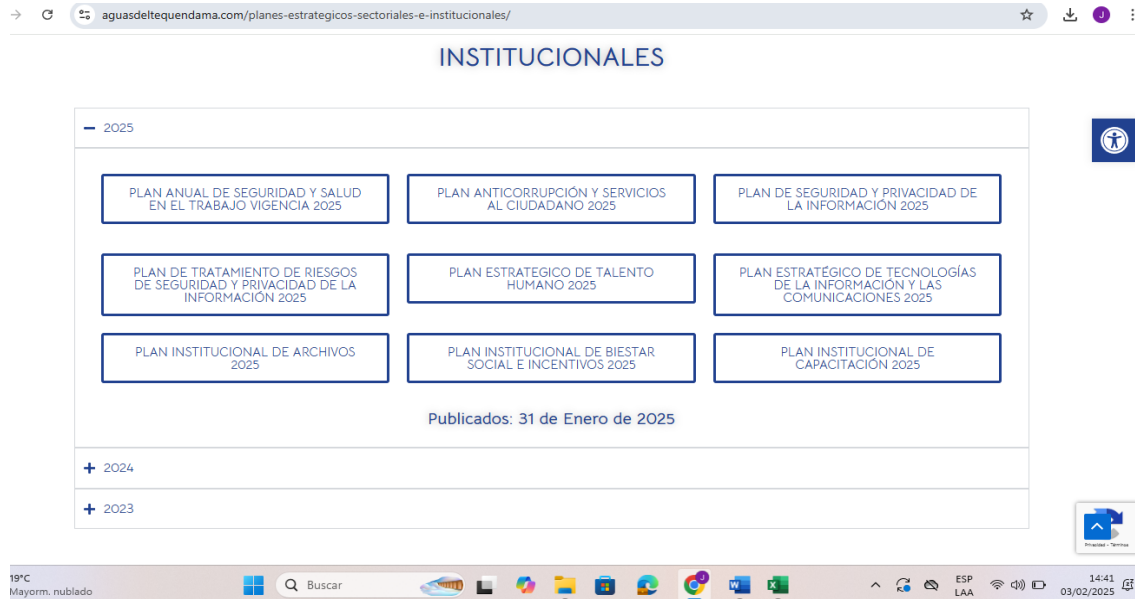 aguasdeltequendama.com/planes-estrategicos-sectoriales-e-institucionales/
J
INSTITUCIONALES
2025
PLAN ANUAL DE SEGURIDAD Y SALUD
EN EL TRABAJO VIGENCIA 2025
PLAN ANTICORRUPCIÓN Y SERVICIOS
AL CIUDADANO 2025
PLAN DE SEGURIDAD Y PRIVACIDAD DE
LA INFORMACIÓN 2025
PLAN DE TRATAMIENTO DE RIESGOS
DE SEGURIDAD Y PRIVACIDAD DE LA
INFORMACIÓN 2025
PLAN ESTRATEGICO DE TALENTO
HUMANO 2025
PLAN ESTRATÉGICO DE TECNOLOGÍAS
DE LA INFORMACIÓN Y LAS
COMUNICACIONES 2025
PLAN INSTITUCIONAL DE ARCHIVOS
2025
PLAN INSTITUCIONAL DE BIESTAR
SOCIAL E INCENTIVOS 2025
PLAN INSTITUCIONAL DE
CAPACITACIÓN 2025
Publicados: 31 de Enero de 2025
2024
2023
Privacidad - Términos
19°C
Mayorm. nublado
Buscar
ESP
LAA
14:41
03/02/2025